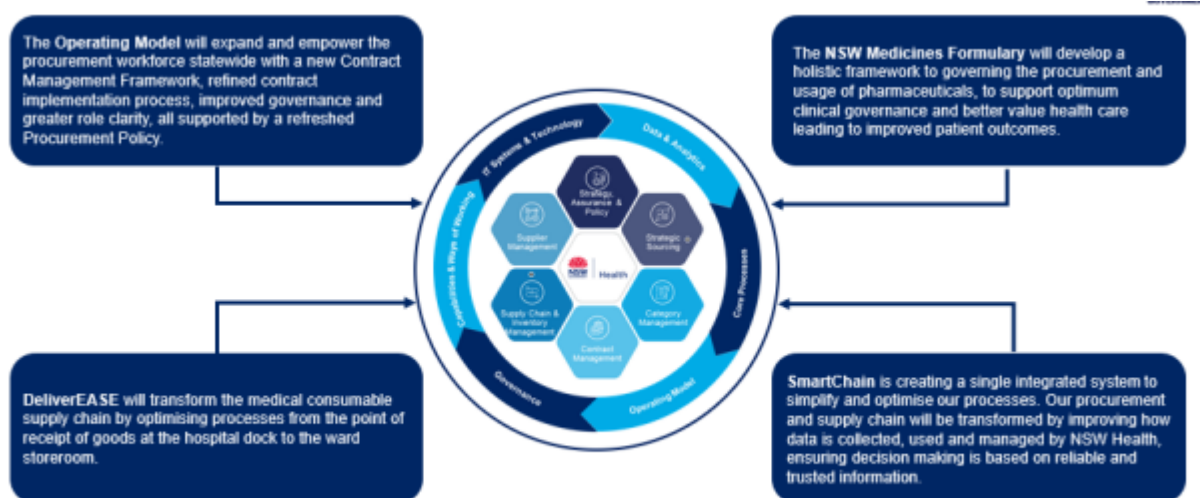 The Operating Model will expand and empower the
procurement workforce statewide with a new Contract
Management Framework, refined contract
implementation process, improved governance and
greater role clarity, all supported by a refreshed
Procurement Policy.
The NSW Medicines Formulary will develop a
holistic framework to governing the procurement and
usage of pharmaceuticals, to support optimum
clinical governance and better value health care
leading to improved patient outcomes.
IT Systems & Technology
Data & Analytics
Core Processes
Operating Model
Governance
Capabilities & Ways of Working
Strategy,
Assurance &
Policy
Strategic
Sourcing
Category
Management
Contract
Management
Supply Chain &
Inventory
Management
Supplier
Management
NSW
Health
DeliverEASE will transform the medical consumable
supply chain by optimising processes from the point of
receipt of goods at the hospital dock to the ward
storeroom.
SmartChain is creating a single integrated system to
simplify and optimise our processes. Our procurement
and supply chain will be transformed by improving how
data is collected, used and managed by NSW Health,
ensuring decision making is based on reliable and
trusted information.